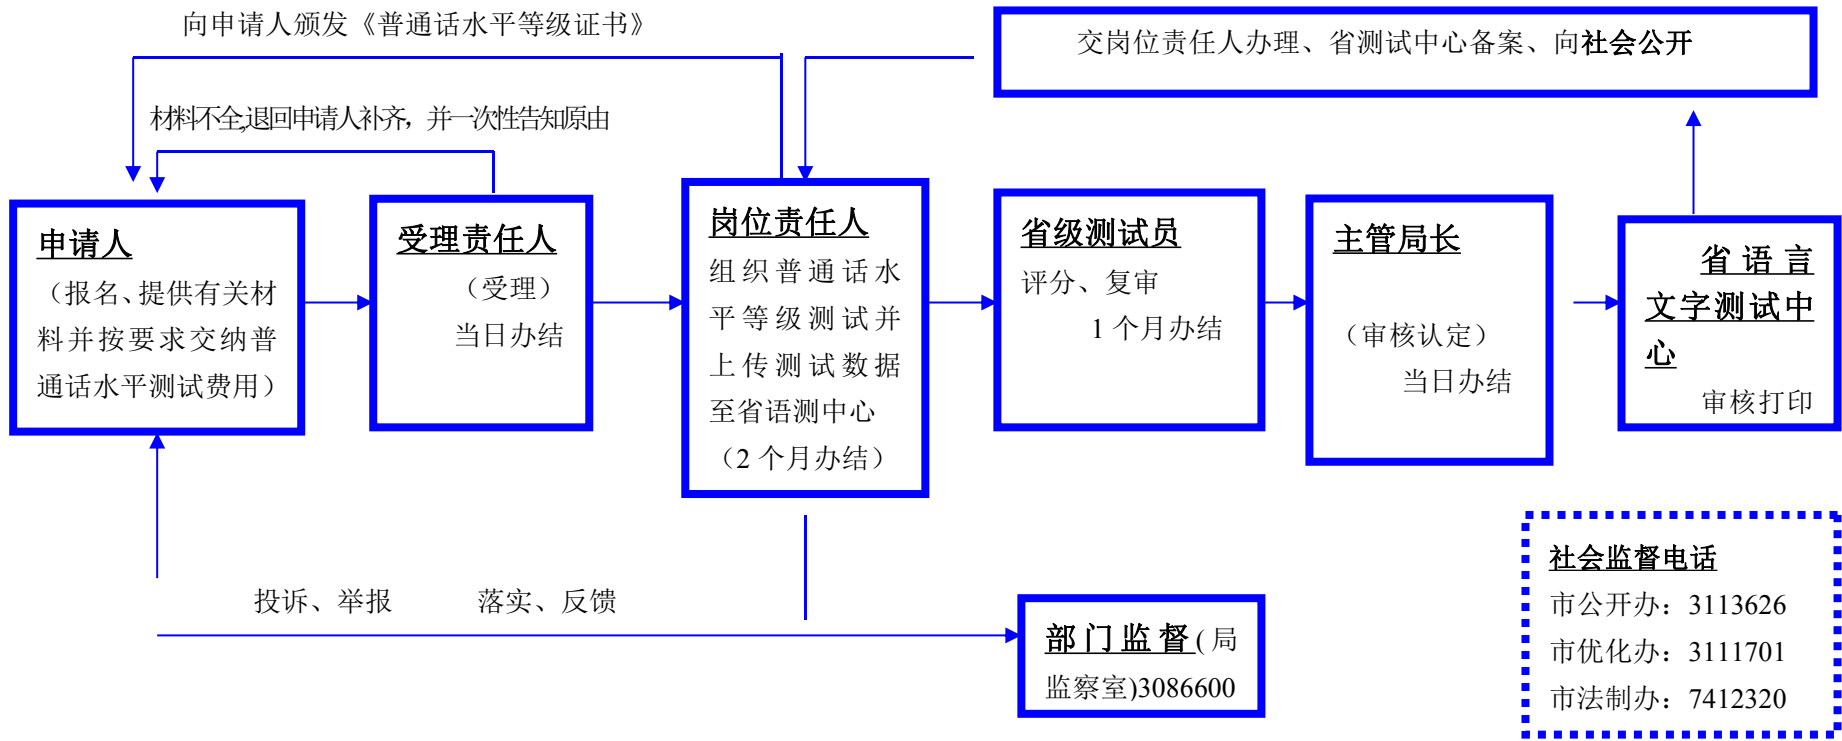 向申请人颁发《普通话水平等级证书》
交岗位责任人办理、省测试中心备案、向社会公开
材料不全,退回申请人补齐，并一次性告知原由
申请人
（报名、提供有关材
料并按要求交纳普
通话水平测试费用）
受理责任人
（受理）
当日办结
岗位责任人
组织普通话水
平等级测试并
上传测试数据
至省语测中心
（2 个月办结）
省级测试员
评分、复审
1 个月办结
主管局长
（审核认定）
当日办结
省语言
文字测试中
心
审核打印
投诉、举报
落实、反馈
部门监督(局
监察室)3086600
社会监督电话
市公开办：3113626
市优化办：3111701
市法制办：7412320